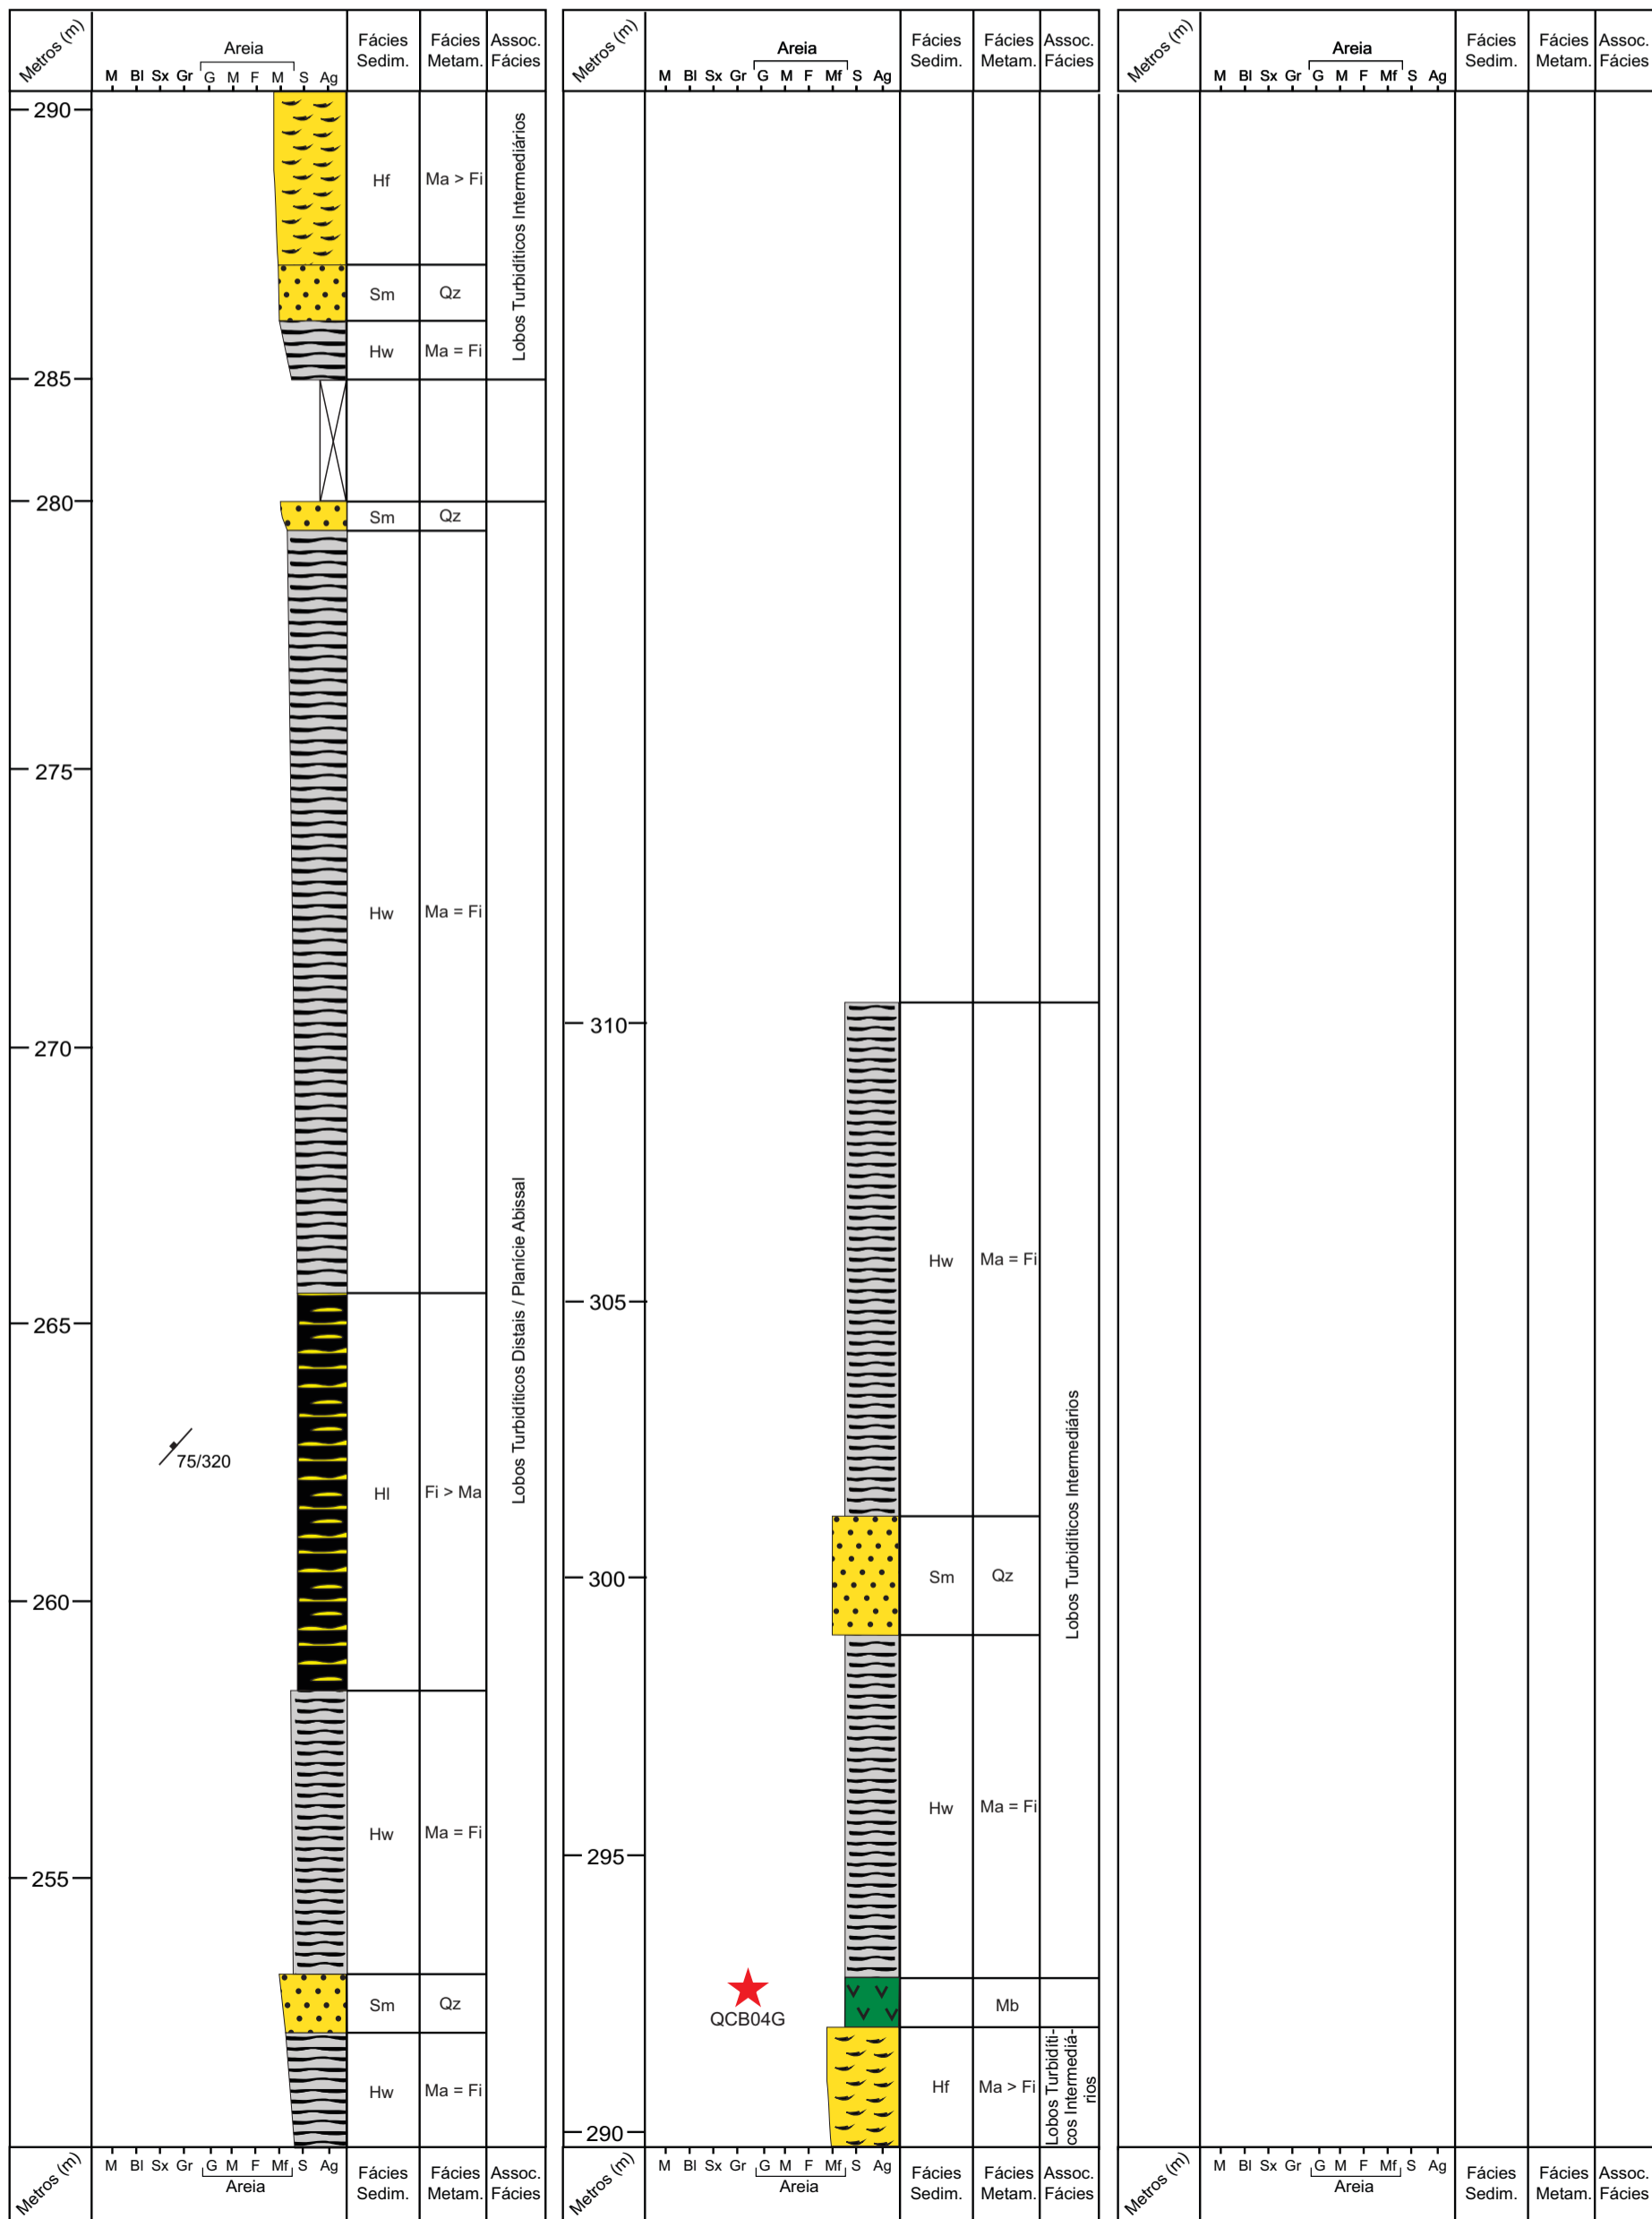 Metros (m)
Areia
M Bl Sx Gr G M F M S Ag
Fácies
Sedim.
Fácies
Metam.
Assoc.
Fácies
290
Hf
Ma > Fi
Sm
Qz
Hw
Ma = Fi
285
Lobos Turbidíticos Intermediários
280
Sm
Qz
275
Hw
Ma = Fi
270
265
75/320
Hl
Fi > Ma
Lobos Turbidíticos Distais / Planície Abissal
260
Hw
Ma = Fi
255
Sm
Qz
Hw
Ma = Fi
Metros (m)
M Bl Sx Gr G M F Mf S Ag
Areia
Fácies
Sedim.
Fácies
Metam.
Assoc.
Fácies
Metros (m)
Areia
M Bl Sx Gr G M F Mf S Ag
Fácies
Sedim.
Fácies
Metam.
Assoc.
Fácies
310
Hw
Ma = Fi
305
Lobos Turbidíticos Intermediários
300
Sm
Qz
Hw
Ma = Fi
295
QCB04G
Mb
Hf
Ma > Fi
Lobos Turbidíti-
cos Intermediá-
rios
290
Metros (m)
M Bl Sx Gr G M F Mf S Ag
Areia
Fácies
Sedim.
Fácies
Metam.
Assoc.
Fácies
Metros (m)
Areia
M Bl Sx Gr G M F Mf S Ag
Fácies
Sedim.
Fácies
Metam.
Assoc.
Fácies
Metros (m)
M Bl Sx Gr G M F Mf S Ag
Areia
Fácies
Sedim.
Fácies
Metam.
Assoc.
Fácies